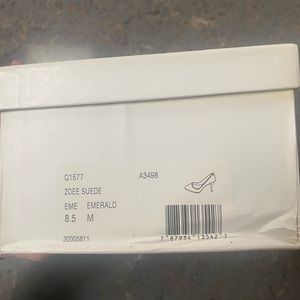 Q1577 A3498
ZOEE SUEDE
EME EMERALD
8.5 M
30005811
7 87934 13542 7